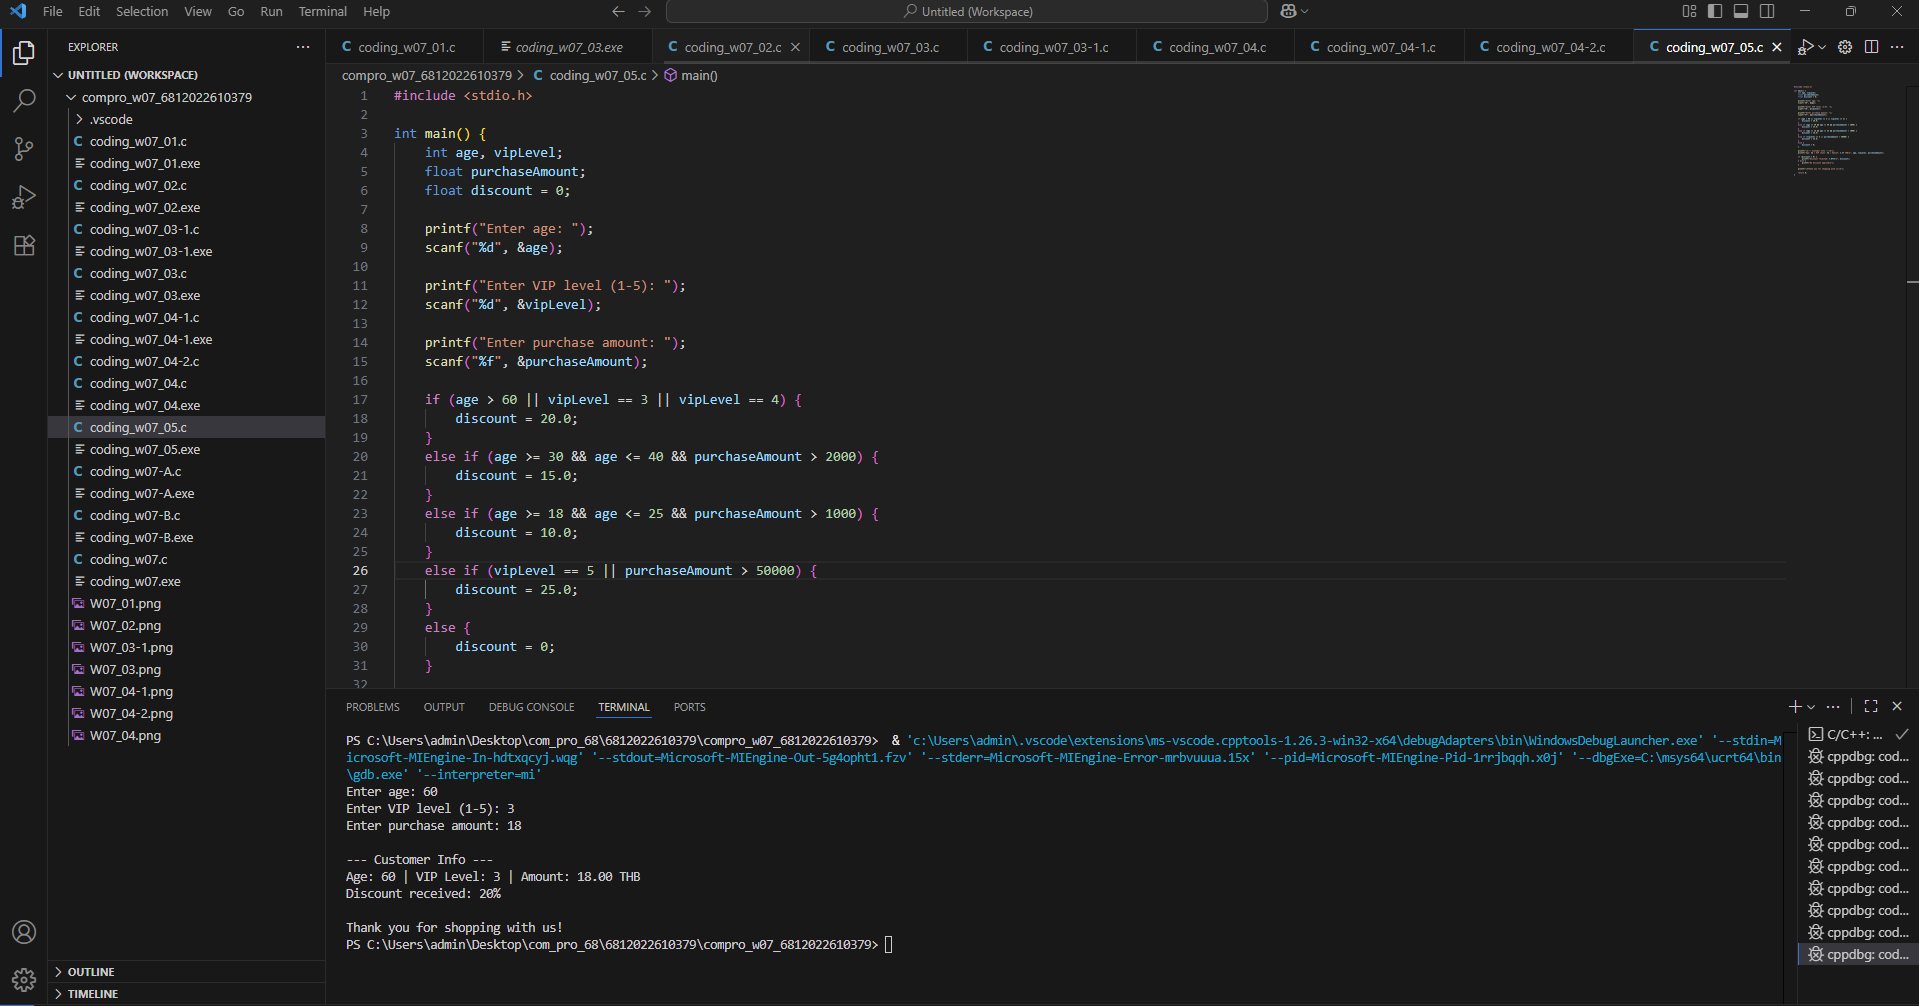 File Edit Selection View Go Run Terminal Help
Untitled (Workspace)
EXPLORER
UNTITLED (WORKSPACE)
compro_w07_6812022610379
.vscode
C coding_w07_01.c
coding_w07_01.exe
C coding_w07_02.c
coding_w07_02.exe
C coding_w07_03-1.c
coding_w07_03-1.exe
C coding_w07_03.c
coding_w07_03.exe
C coding_w07_04-1.c
coding_w07_04-1.exe
C coding_w07_04-2.c
C coding_w07_04.c
coding_w07_04.exe
C coding_w07_05.c
coding_w07_05.exe
C coding_w07-A.c
coding_w07-A.exe
C coding_w07-B.c
coding_w07-B.exe
C coding_w07.c
coding_w07.exe
W07_01.png
W07_02.png
W07_03-1.png
W07_03.png
W07_04-1.png
W07_04-2.png
W07_04.png
OUTLINE
TIMELINE
C coding_w07_01.c coding_w07_03.exe C coding_w07_02.c C coding_w07_03.c C coding_w07_03-1.c C coding_w07_04.c C coding_w07_04-1.c C coding_w07_04-2.c C coding_w07_05.c
compro_w07_6812022610379 > C coding_w07_05.c > main()
1 #include <stdio.h>
2
3 int main() {
4 int age, vipLevel;
5 float purchaseAmount;
6 float discount = 0;
7
8 printf("Enter age: ");
9 scanf("%d", &age);
10
11 printf("Enter VIP level (1-5): ");
12 scanf("%d", &vipLevel);
13
14 printf("Enter purchase amount: ");
15 scanf("%f", &purchaseAmount);
16
17 if (age > 60 || vipLevel == 3 || vipLevel == 4) {
18 discount = 20.0;
19 }
20 else if (age >= 30 && age <= 40 && purchaseAmount > 2000) {
21 discount = 15.0;
22 }
23 else if (age >= 18 && age <= 25 && purchaseAmount > 1000) {
24 discount = 10.0;
25 }
26 else if (vipLevel == 5 || purchaseAmount > 50000) {
27 discount = 25.0;
28 }
29 else {
30 discount = 0;
31 }
32
PROBLEMS OUTPUT DEBUG CONSOLE TERMINAL PORTS
PS C:\Users\admin\Desktop\com_pro_68\6812022610379\compro_w07_6812022610379> & 'c:\Users\admin\.vscode\extensions\ms-vscode.cpptools-1.26.3-win32-x64\debugAdapters\bin\WindowsDebugLauncher.exe' '--stdin=M
icrosoft-MIEngine-In-hdtxqcyj.wqg' '--stdout=Microsoft-MIEngine-Out-5g4opht1.fzv' '--stderr=Microsoft-MIEngine-Error-mrbvuuua.15x' '--pid=Microsoft-MIEngine-Pid-1rrjbqqh.x0j' '--dbgExe=C:\msys64\ucrt64\bin
\gdb.exe' '--interpreter=mi'
Enter age: 60
Enter VIP level (1-5): 3
Enter purchase amount: 18
--- Customer Info ---
Age: 60 | VIP Level: 3 | Amount: 18.00 THB
Discount received: 20%
Thank you for shopping with us!
PS C:\Users\admin\Desktop\com_pro_68\6812022610379\compro_w07_6812022610379>
C/C++: ...
cppdbg: cod...
cppdbg: cod...
cppdbg: cod...
cppdbg: cod...
cppdbg: cod...
cppdbg: cod...
cppdbg: cod...
cppdbg: cod...
cppdbg: cod...
cppdbg: cod...